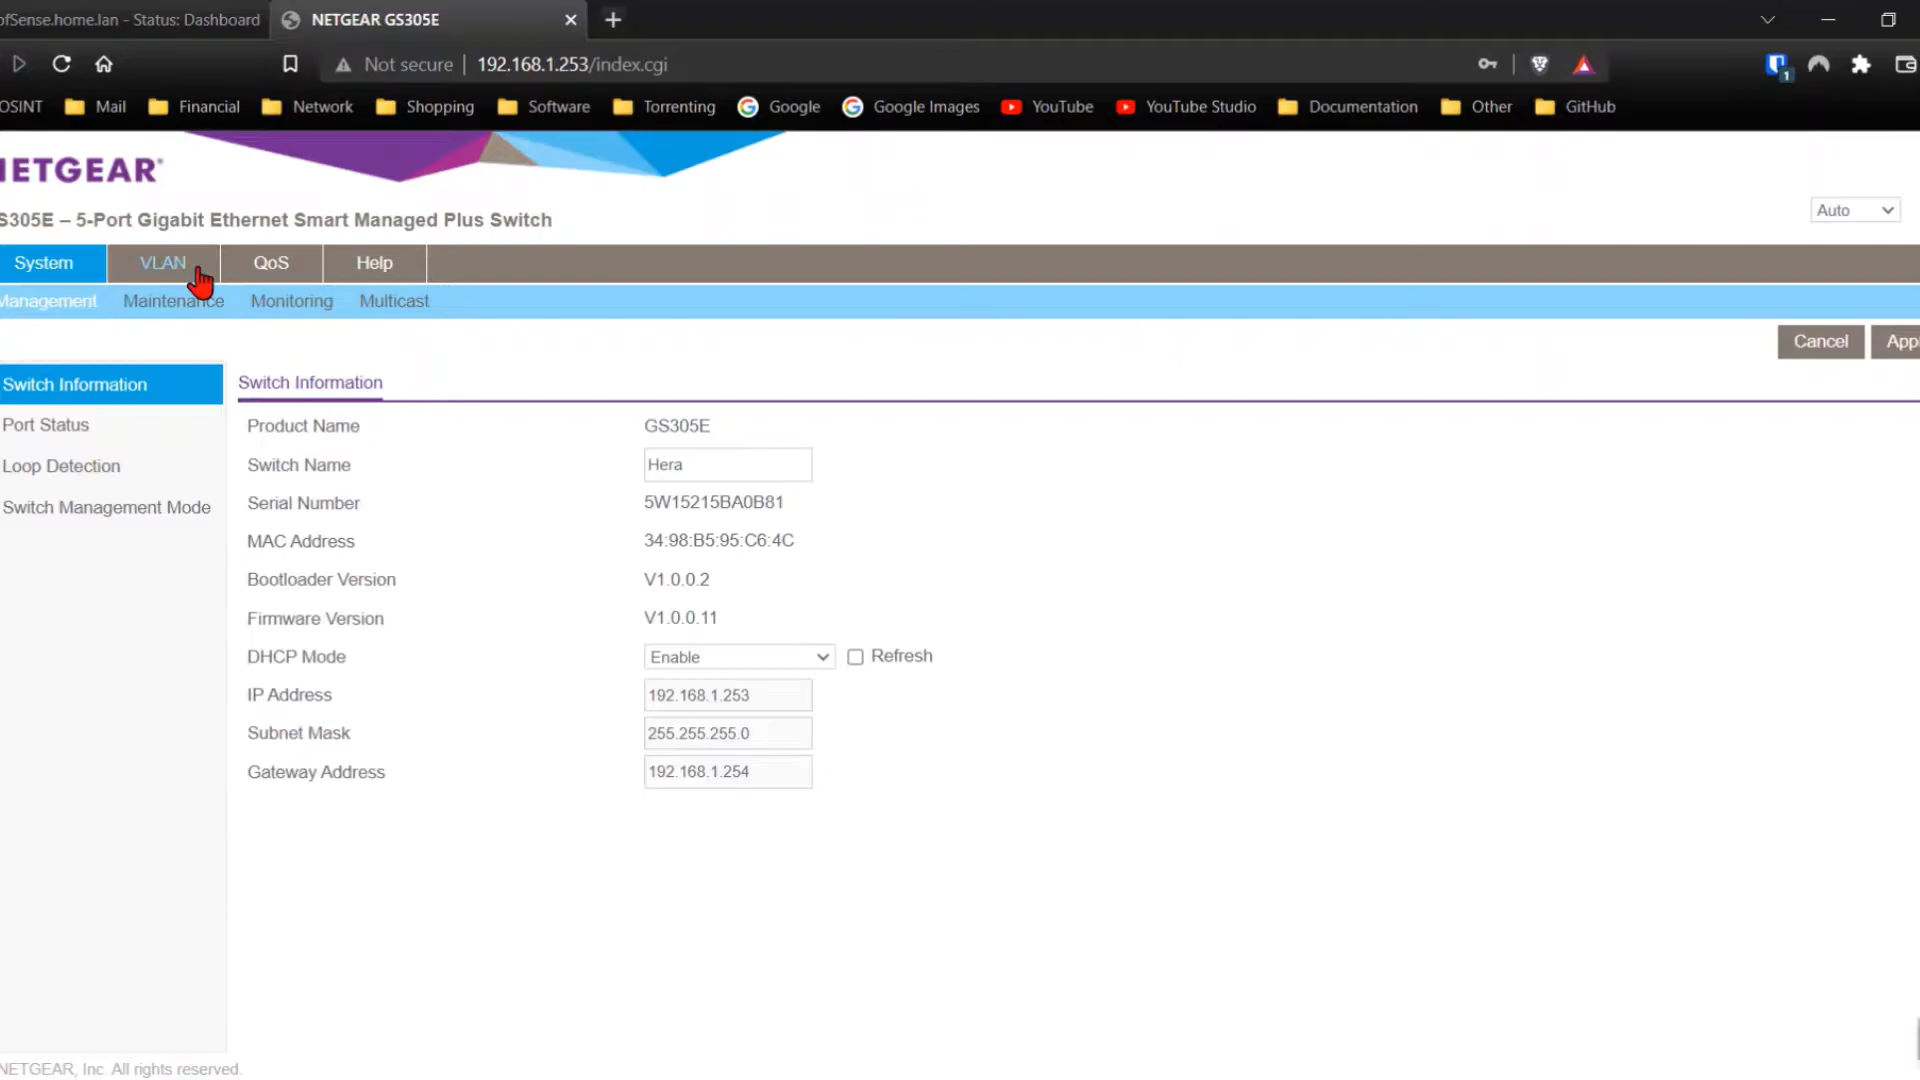 ofSense.home.lan - Status: Dashboard
NETGEAR GS305E
Not secure
192.168.1.253/index.cgi
1
OSINT
Mail
Financial
Network
Shopping
Software
Torrenting
Google
Google Images
YouTube
YouTube Studio
Documentation
Other
GitHub
NETGEAR®
S305E – 5-Port Gigabit Ethernet Smart Managed Plus Switch
Auto
System
VLAN
QoS
Help
Management
Maintenance
Monitoring
Multicast
Cancel
Appl
Switch Information
Port Status
Loop Detection
Switch Management Mode
Switch Information
Product Name GS305E
Switch Name Hera
Serial Number 5W15215BA0B81
MAC Address 34:98:B5:95:C6:4C
Bootloader Version V1.0.0.2
Firmware Version V1.0.0.11
DHCP Mode Enable Refresh
IP Address 192.168.1.253
Subnet Mask 255.255.255.0
Gateway Address 192.168.1.254
NETGEAR, Inc. All rights reserved.